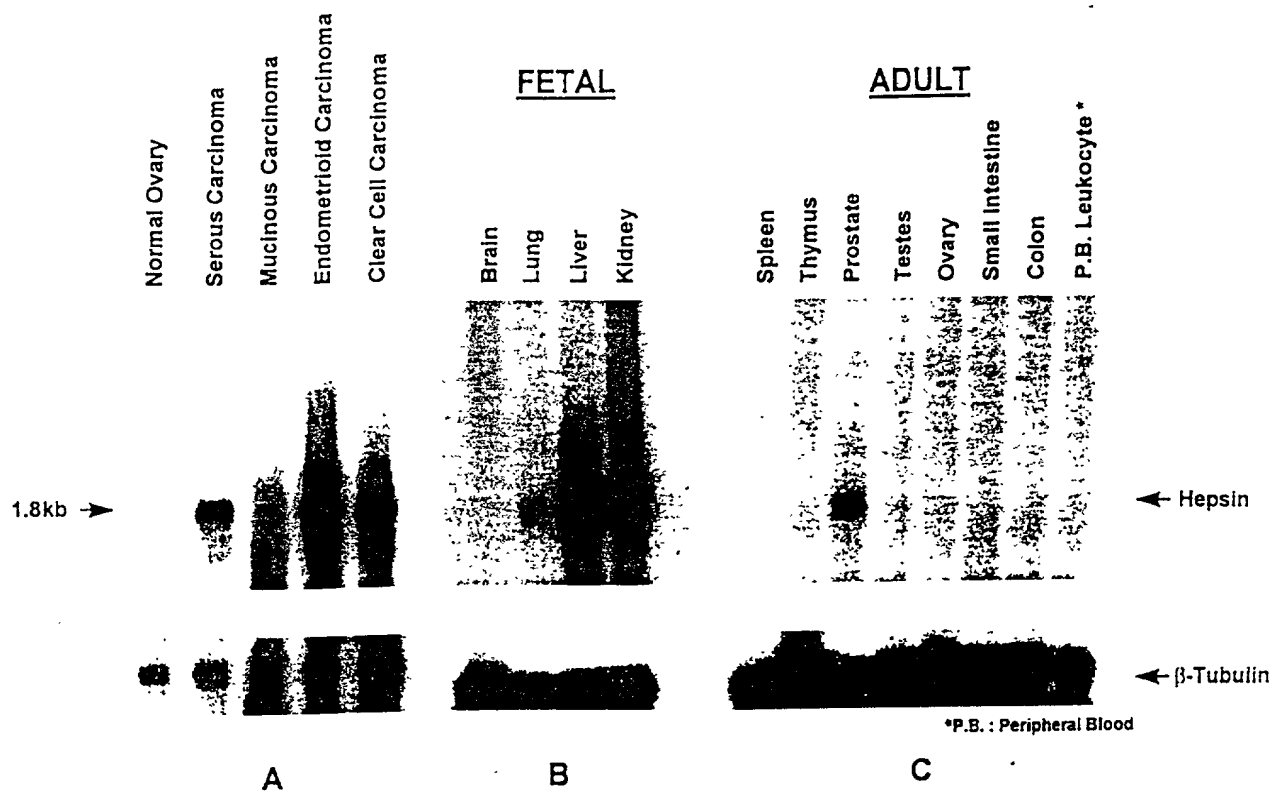 Normal Ovary
Serous Carcinoma
Mucinous Carcinoma
Endometrioid Carcinoma
Clear Cell Carcinoma
FETAL
Brain
Lung
Liver
Kidney
ADULT
Spleen
Thymus
Prostate
Testes
Ovary
Small Intestine
Colon
P.B. Leukocyte *
1.8kb
Hepsin
β-Tubulin
*P.B. : Peripheral Blood
A
B
C